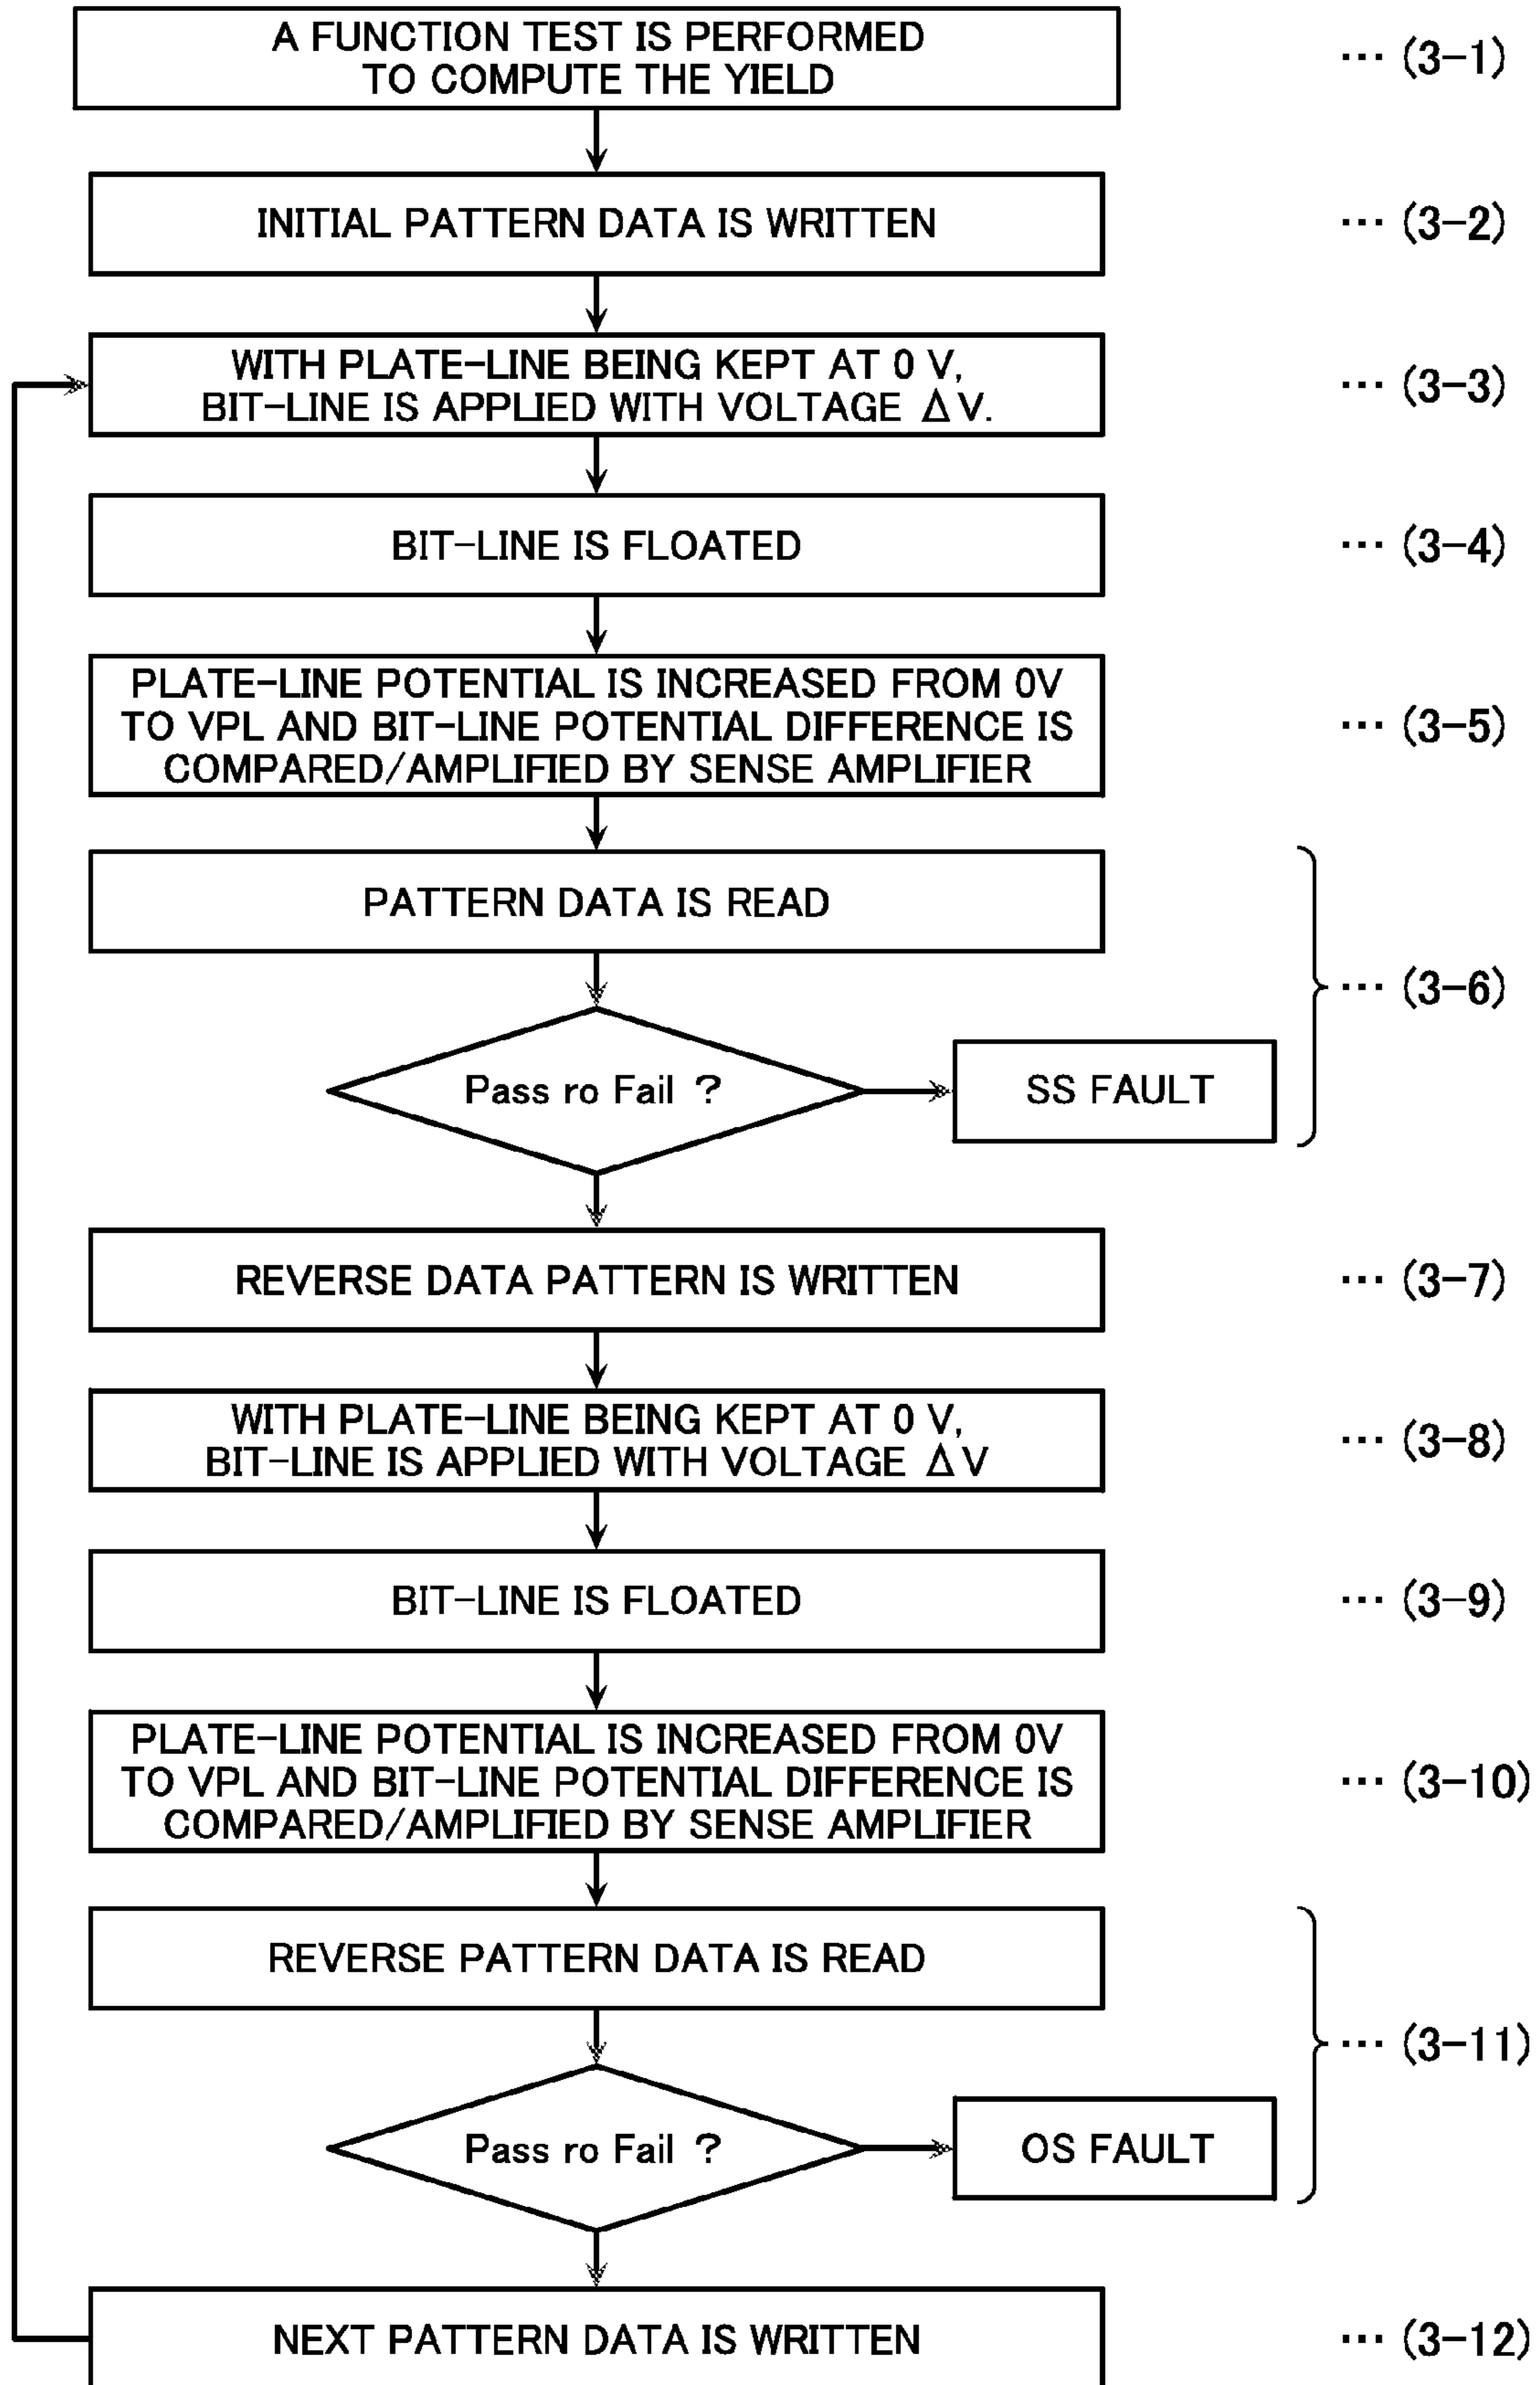 A FUNCTION TEST IS PERFORMED
TO COMPUTE THE YIELD
··· (3-1)
INITIAL PATTERN DATA IS WRITTEN
··· (3-2)
WITH PLATE-LINE BEING KEPT AT 0 V,
BIT-LINE IS APPLIED WITH VOLTAGE ΔV.
··· (3-3)
BIT-LINE IS FLOATED
··· (3-4)
PLATE-LINE POTENTIAL IS INCREASED FROM 0V
TO VPL AND BIT-LINE POTENTIAL DIFFERENCE IS
COMPARED/AMPLIFIED BY SENSE AMPLIFIER
··· (3-5)
PATTERN DATA IS READ
··· (3-6)
Pass ro Fail ?
SS FAULT
REVERSE DATA PATTERN IS WRITTEN
··· (3-7)
WITH PLATE-LINE BEING KEPT AT 0 V,
BIT-LINE IS APPLIED WITH VOLTAGE ΔV
··· (3-8)
BIT-LINE IS FLOATED
··· (3-9)
PLATE-LINE POTENTIAL IS INCREASED FROM 0V
TO VPL AND BIT-LINE POTENTIAL DIFFERENCE IS
COMPARED/AMPLIFIED BY SENSE AMPLIFIER
··· (3-10)
REVERSE PATTERN DATA IS READ
··· (3-11)
Pass ro Fail ?
OS FAULT
NEXT PATTERN DATA IS WRITTEN
··· (3-12)